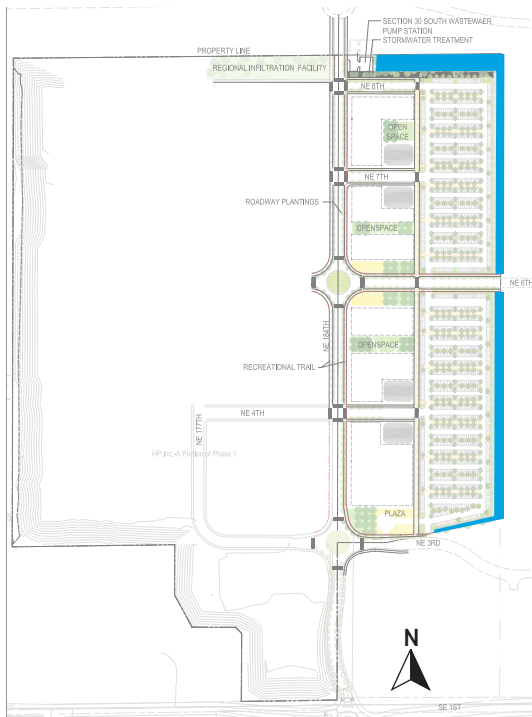 SECTION 30 SOUTH WASTEWAER
PUMP STATION
STORMWATER TREATMENT
PROPERTY LINE
REGIONAL INFILTRATION FACILITY
NE 8TH
OPEN
SPACE
NE 7TH
ROADWAY PLANTINGS
OPENSPACE
NE 6TH
NE 184TH
OPENSPACE
RECREATIONAL TRAIL
NE 4TH
NE 177TH
HP Inc.-A Portion of Phase 1
PLAZA
NE 3RD
N
SE 1ST